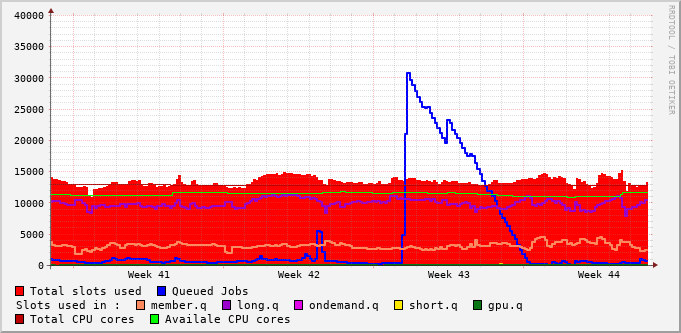 40000
35000
30000
25000
20000
15000
10000
5000
0
Week 41 Week 42 Week 43 Week 44
RRDTOOL / TOBI OETIKER
Total slots used Queued Jobs
Slots used in : member.q long.q ondemand.q short.q gpu.q
Total CPU cores Availale CPU cores